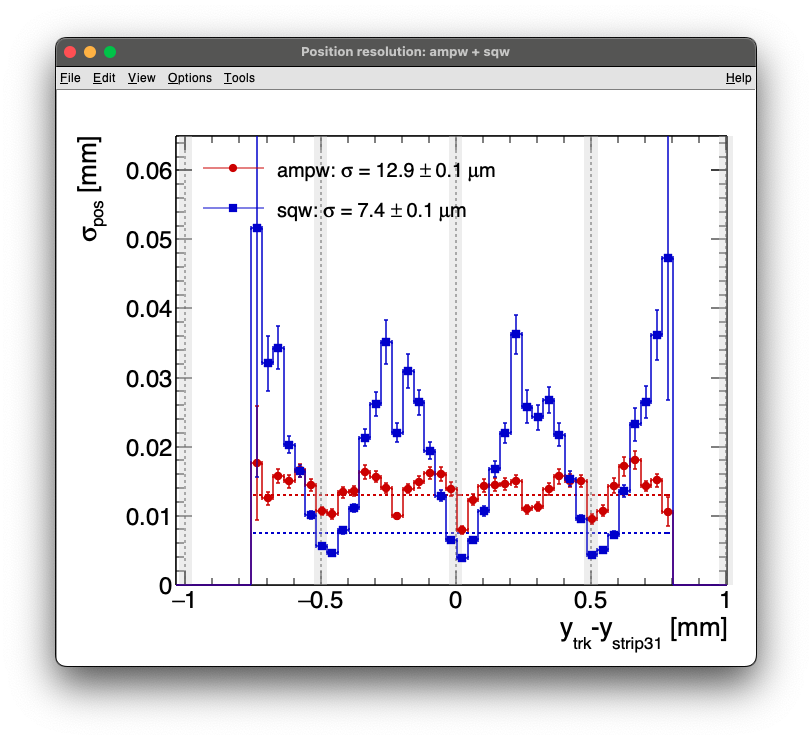 Position resolution: ampw + sqw
File Edit View Options Tools Help
σpos [mm]
0.06
0.05
0.04
0.03
0.02
0.01
0
ampw: σ = 12.9 ± 0.1 μm
sqw: σ = 7.4 ± 0.1 μm
−1 −0.5 0 0.5 1
ytrk-ystrip31 [mm]